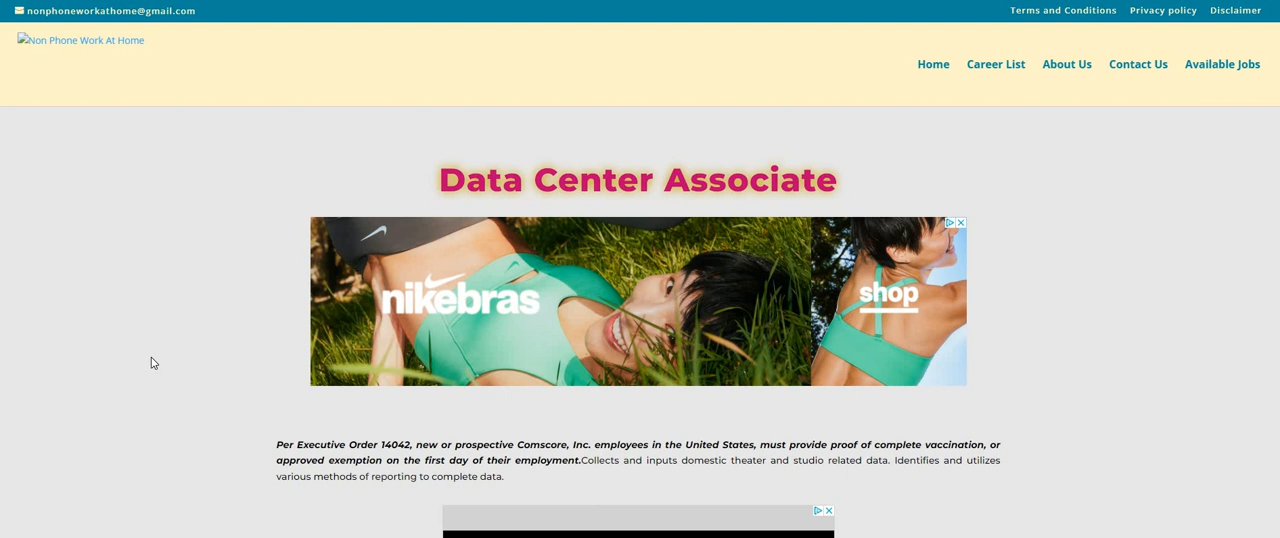 nonphoneworkathome@gmail.com
Terms and Conditions Privacy policy Disclaimer
Non Phone Work At Home
Home Career List About Us Contact Us Available Jobs
Data Center Associate
nikebras
shop
Per Executive Order 14042, new or prospective Comscore, Inc. employees in the United States, must provide proof of complete vaccination, or
approved exemption on the first day of their employment.Collects and inputs domestic theater and studio related data. Identifies and utilizes
various methods of reporting to complete data.